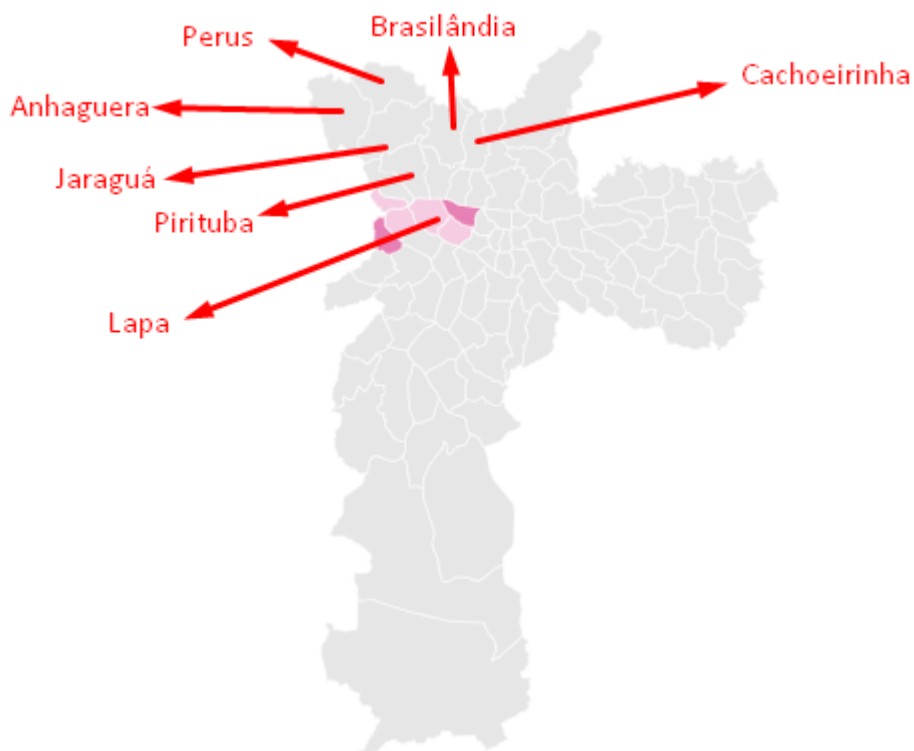 Brasilândia
Perus
Cachoeirinha
Anhaguera
Jaraguá
Pirituba
Lapa